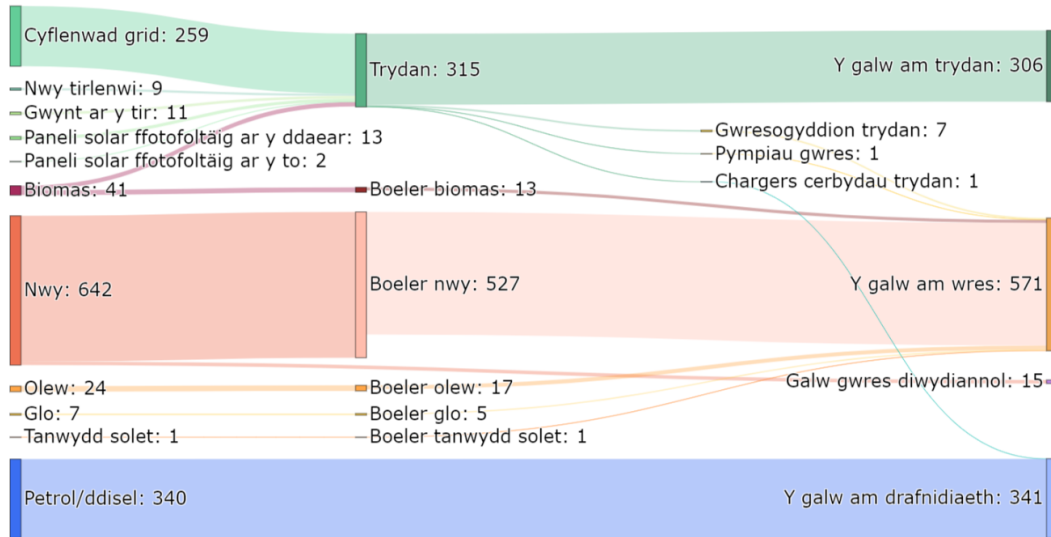 Cyflenwad grid: 259
Trydan: 315
Y galw am trydan: 306
Nwy tirlenwi: 9
Gwynt ar y tir: 11
Gwresogyddion trydan: 7
Paneli solar ffotofoltäig ar y ddaear: 13
Pympiau gwres: 1
Paneli solar ffotofoltäig ar y to: 2
Chargers cerbydau trydan: 1
Biomas: 41
Boeler biomas: 13
Nwy: 642
Boeler nwy: 527
Y galw am wres: 571
Olew: 24
Boeler olew: 17
Galw gwres diwydiannol: 15
Glo: 7
Boeler glo: 5
Tanwydd solet: 1
Boeler tanwydd solet: 1
Petrol/ddisel: 340
Y galw am drafnidiaeth: 341